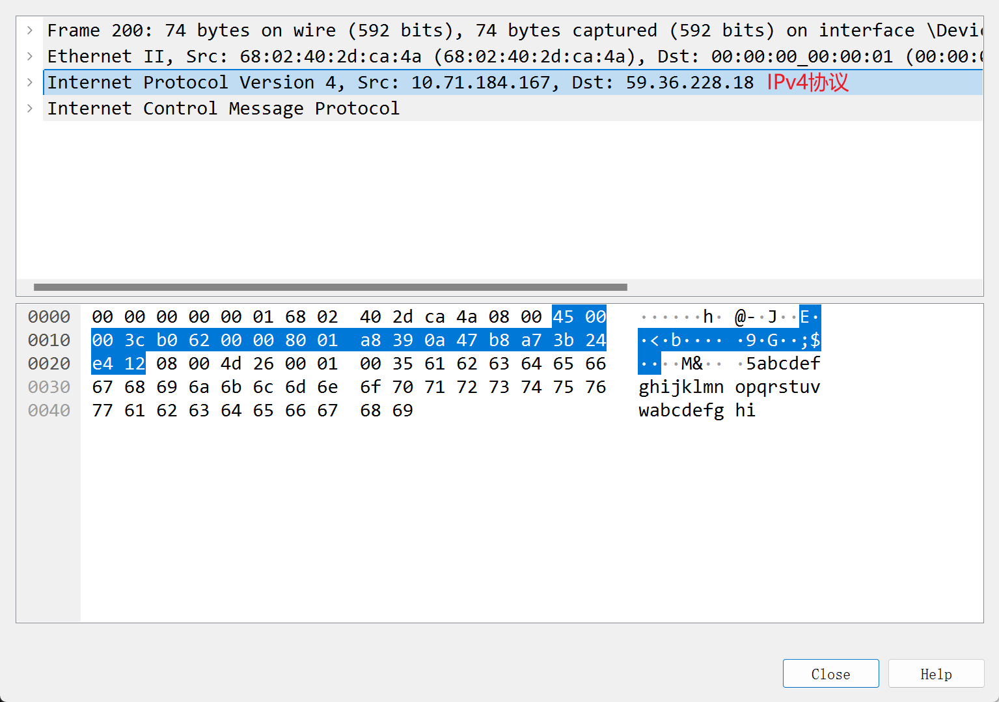 Frame 200: 74 bytes on wire (592 bits), 74 bytes captured (592 bits) on interface \Devic
Ethernet II, Src: 68:02:40:2d:ca:4a (68:02:40:2d:ca:4a), Dst: 00:00:00_00:00:01 (00:00:0
Internet Protocol Version 4, Src: 10.71.184.167, Dst: 59.36.228.18 IPv4协议
Internet Control Message Protocol
0000 00 00 00 00 00 01 68 02 40 2d ca 4a 08 00 45 00 ······h· @-·J··E·
0010 00 3c b0 62 00 00 80 01 a8 39 0a 47 b8 a7 3b 24 ·<·b···· ·9·G··;$
0020 e4 12 08 00 4d 26 00 01 00 35 61 62 63 64 65 66 ····M&·· ·5abcdef
0030 67 68 69 6a 6b 6c 6d 6e 6f 70 71 72 73 74 75 76 ghijklmn opqrstuv
0040 77 61 62 63 64 65 66 67 68 69 wabcdefg hi
Close Help